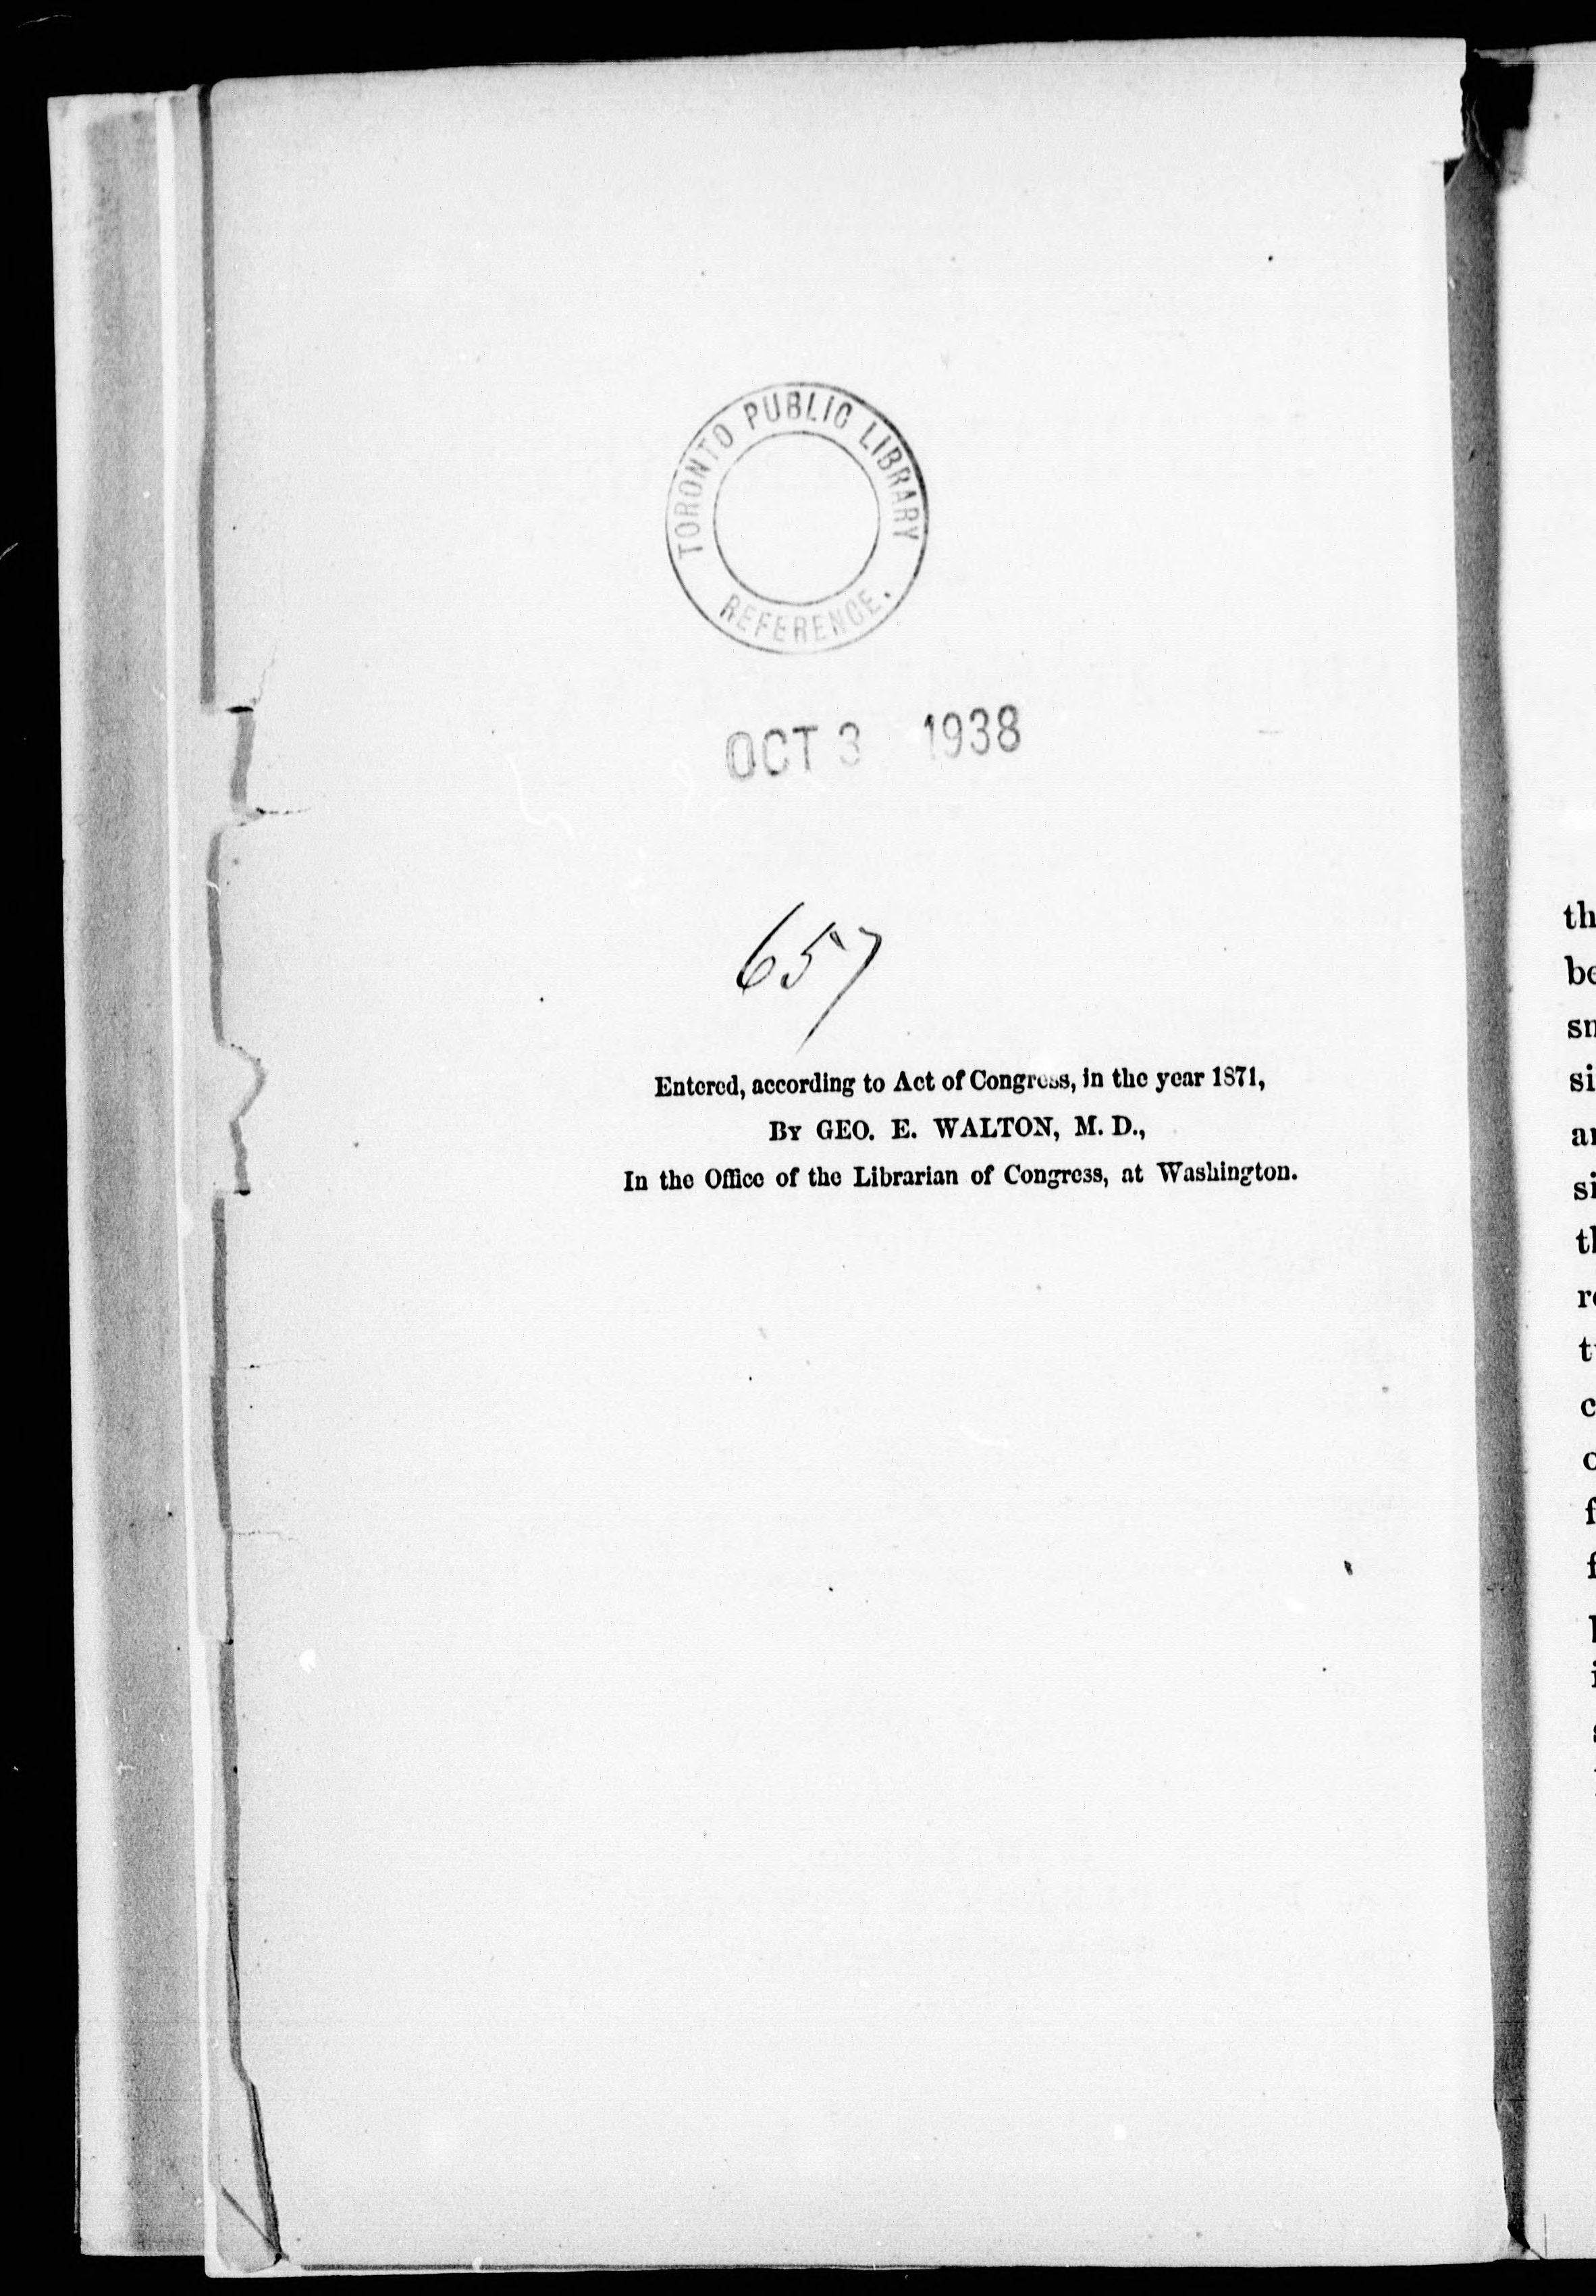 TORONTO PUBLIC LIBRARY
REFERENCE.
OCT 3 1938
657
Entered, according to Act of Congress, in the year 1871,
By GEO. E. WALTON, M. D.,
In the Office of the Librarian of Congress, at Washington.